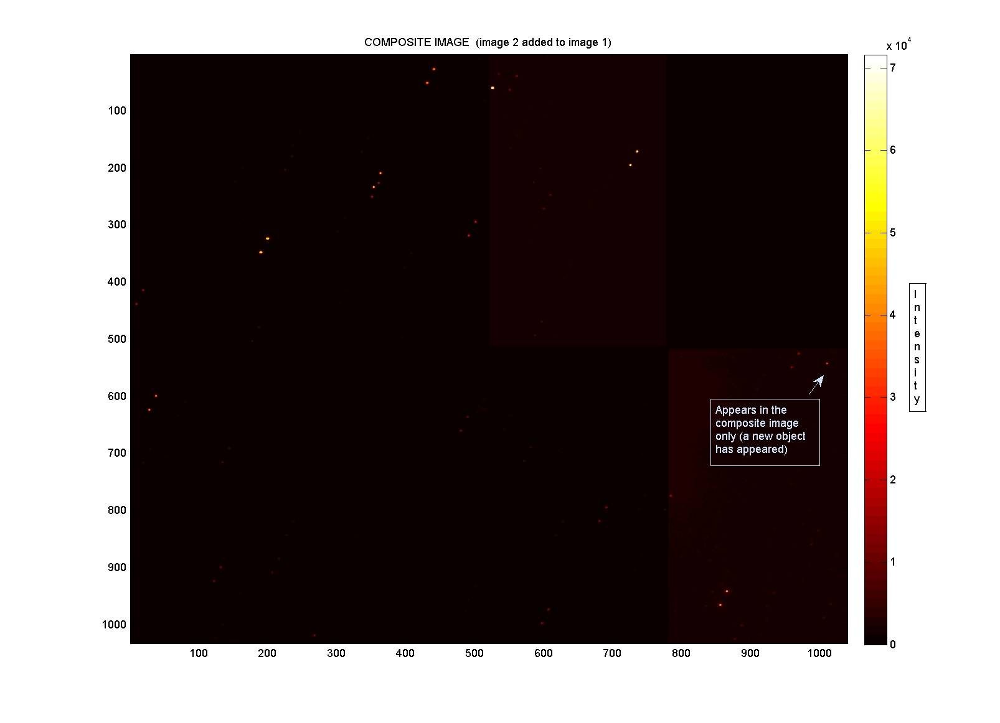 COMPOSITE IMAGE (image 2 added to image 1)
x 10^4
7
6
5
4
3
2
1
0
Intensity
100
200
300
400
500
600
700
800
900
1000
Appears in the
composite image
only (a new object
has appeared)
100 200 300 400 500 600 700 800 900 1000